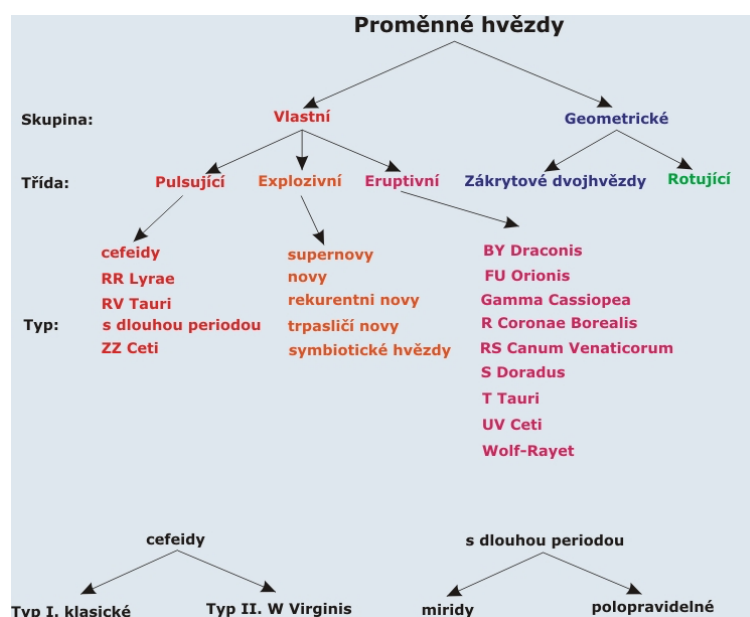 Proměnné hvězdy
Skupina: Vlastní Geometrické
Třída: Pulsující Explozivní Eruptivní Zákrytové dvojhvězdy Rotující
cefeidy
RR Lyrae
RV Tauri
s dlouhou periodou
ZZ Ceti
supernovy
novy
rekurentni novy
trpasličí novy
symbiotické hvězdy
BY Draconis
FU Orionis
Gamma Cassiopea
R Coronae Borealis
RS Canum Venaticorum
S Doradus
T Tauri
UV Ceti
Wolf-Rayet
Typ:
cefeidy
Typ I. klasické
Typ II. W Virginis
s dlouhou periodou
miridy
polopravidelné